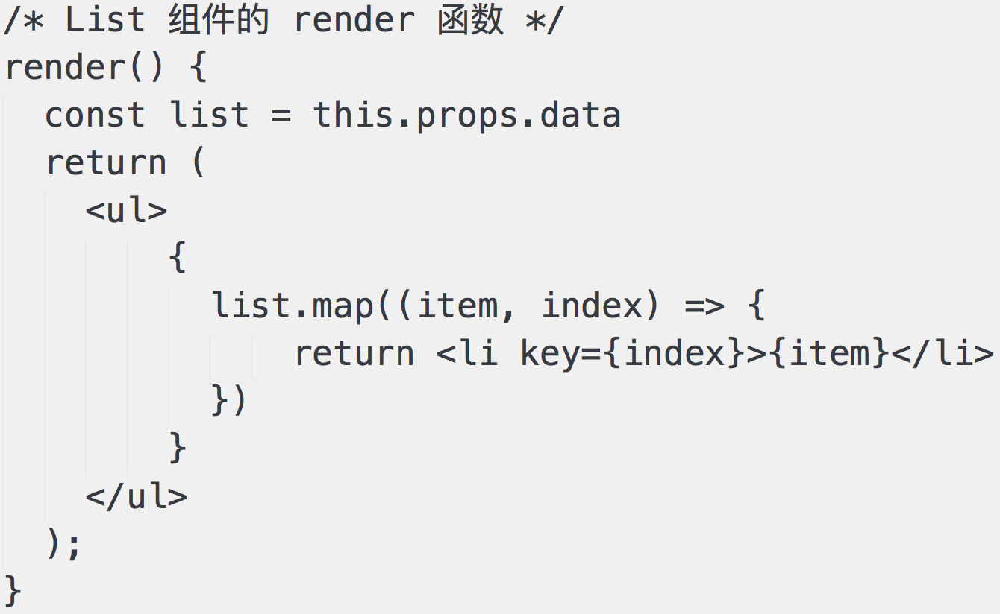 /* List 组件的 render 函数 */
render() {
  const list = this.props.data
  return (
    <ul>
        {
          list.map((item, index) => {
              return <li key={index}>{item}</li>
          })
        }
    </ul>
  );
}